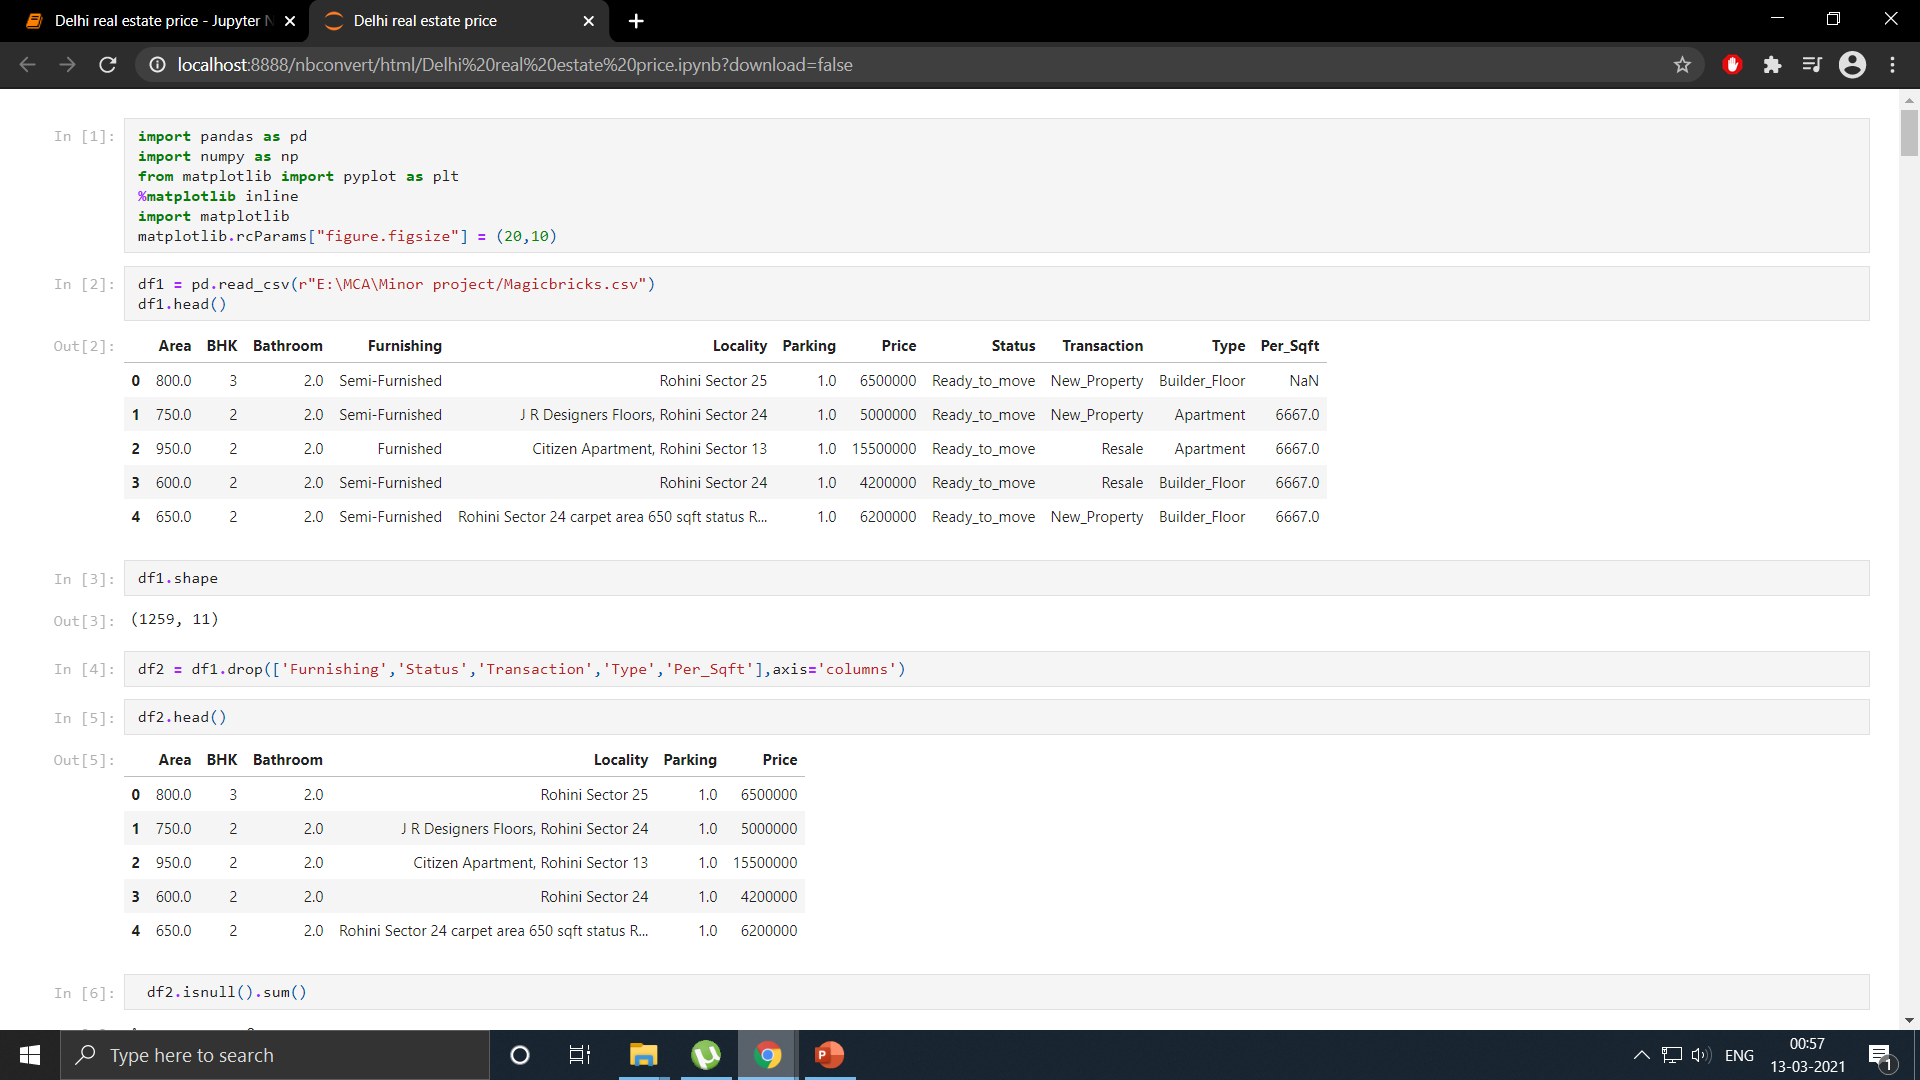 Delhi real estate price - Jupyter N
Delhi real estate price
localhost:8888/nbconvert/html/Delhi%20real%20estate%20price.ipynb?download=false
In [1]: import pandas as pd
import numpy as np
from matplotlib import pyplot as plt
%matplotlib inline
import matplotlib
matplotlib.rcParams["figure.figsize"] = (20,10)
In [2]: df1 = pd.read_csv(r"E:\MCA\Minor project/Magicbricks.csv")
df1.head()
Out[2]: Area BHK Bathroom Furnishing Locality Parking Price Status Transaction Type Per_Sqft
0 800.0 3 2.0 Semi-Furnished Rohini Sector 25 1.0 6500000 Ready_to_move New_Property Builder_Floor NaN
1 750.0 2 2.0 Semi-Furnished J R Designers Floors, Rohini Sector 24 1.0 5000000 Ready_to_move New_Property Apartment 6667.0
2 950.0 2 2.0 Furnished Citizen Apartment, Rohini Sector 13 1.0 15500000 Ready_to_move Resale Apartment 6667.0
3 600.0 2 2.0 Semi-Furnished Rohini Sector 24 1.0 4200000 Ready_to_move Resale Builder_Floor 6667.0
4 650.0 2 2.0 Semi-Furnished Rohini Sector 24 carpet area 650 sqft status R... 1.0 6200000 Ready_to_move New_Property Builder_Floor 6667.0
In [3]: df1.shape
Out[3]: (1259, 11)
In [4]: df2 = df1.drop(['Furnishing','Status','Transaction','Type','Per_Sqft'],axis='columns')
In [5]: df2.head()
Out[5]: Area BHK Bathroom Locality Parking Price
0 800.0 3 2.0 Rohini Sector 25 1.0 6500000
1 750.0 2 2.0 J R Designers Floors, Rohini Sector 24 1.0 5000000
2 950.0 2 2.0 Citizen Apartment, Rohini Sector 13 1.0 15500000
3 600.0 2 2.0 Rohini Sector 24 1.0 4200000
4 650.0 2 2.0 Rohini Sector 24 carpet area 650 sqft status R... 1.0 6200000
In [6]: df2.isnull().sum()
Type here to search
ENG
00:57
13-03-2021
1